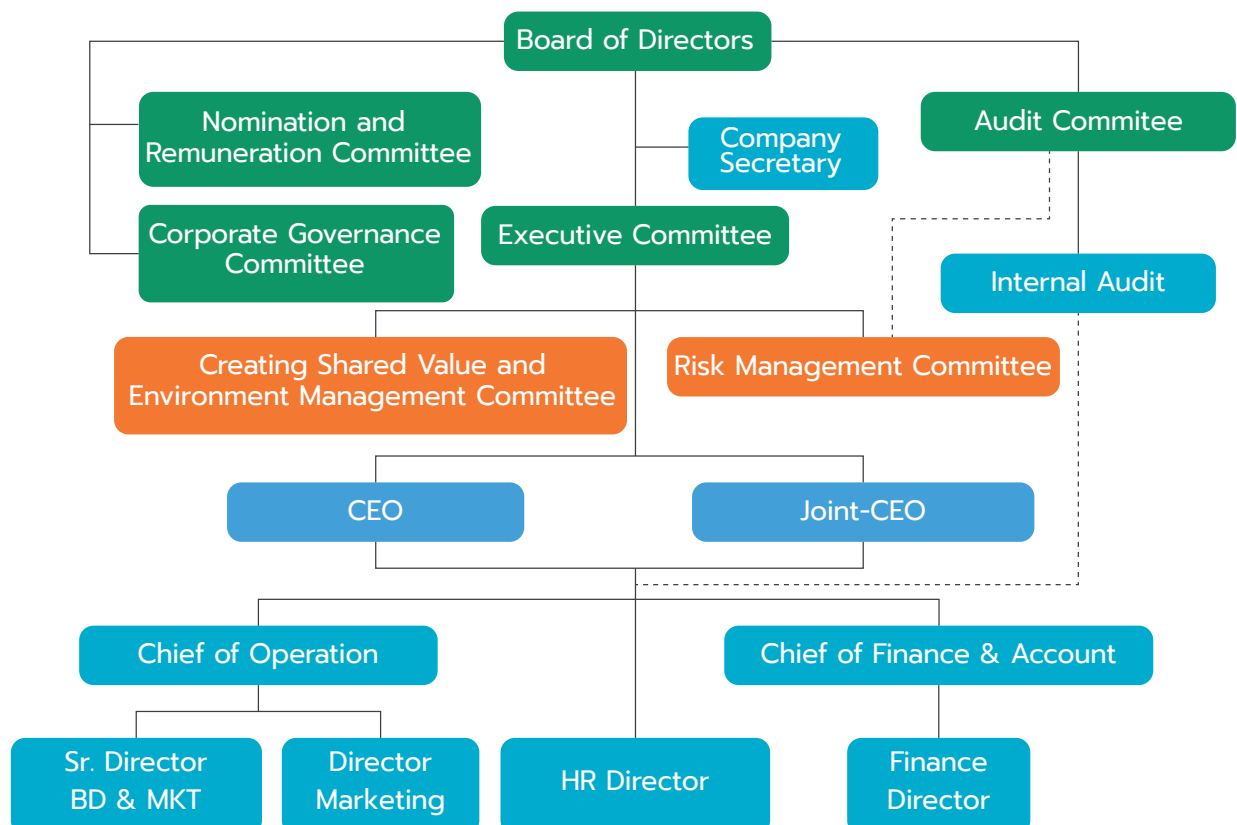 Board of Directors
Nomination and
Remuneration Committee
Company
Secretary
Audit Commitee
Corporate Governance
Committee
Executive Committee
Internal Audit
Creating Shared Value and
Environment Management Committee
Risk Management Committee
CEO
Joint-CEO
Chief of Operation
Chief of Finance & Account
Sr. Director
BD & MKT
Director
Marketing
HR Director
Finance
Director